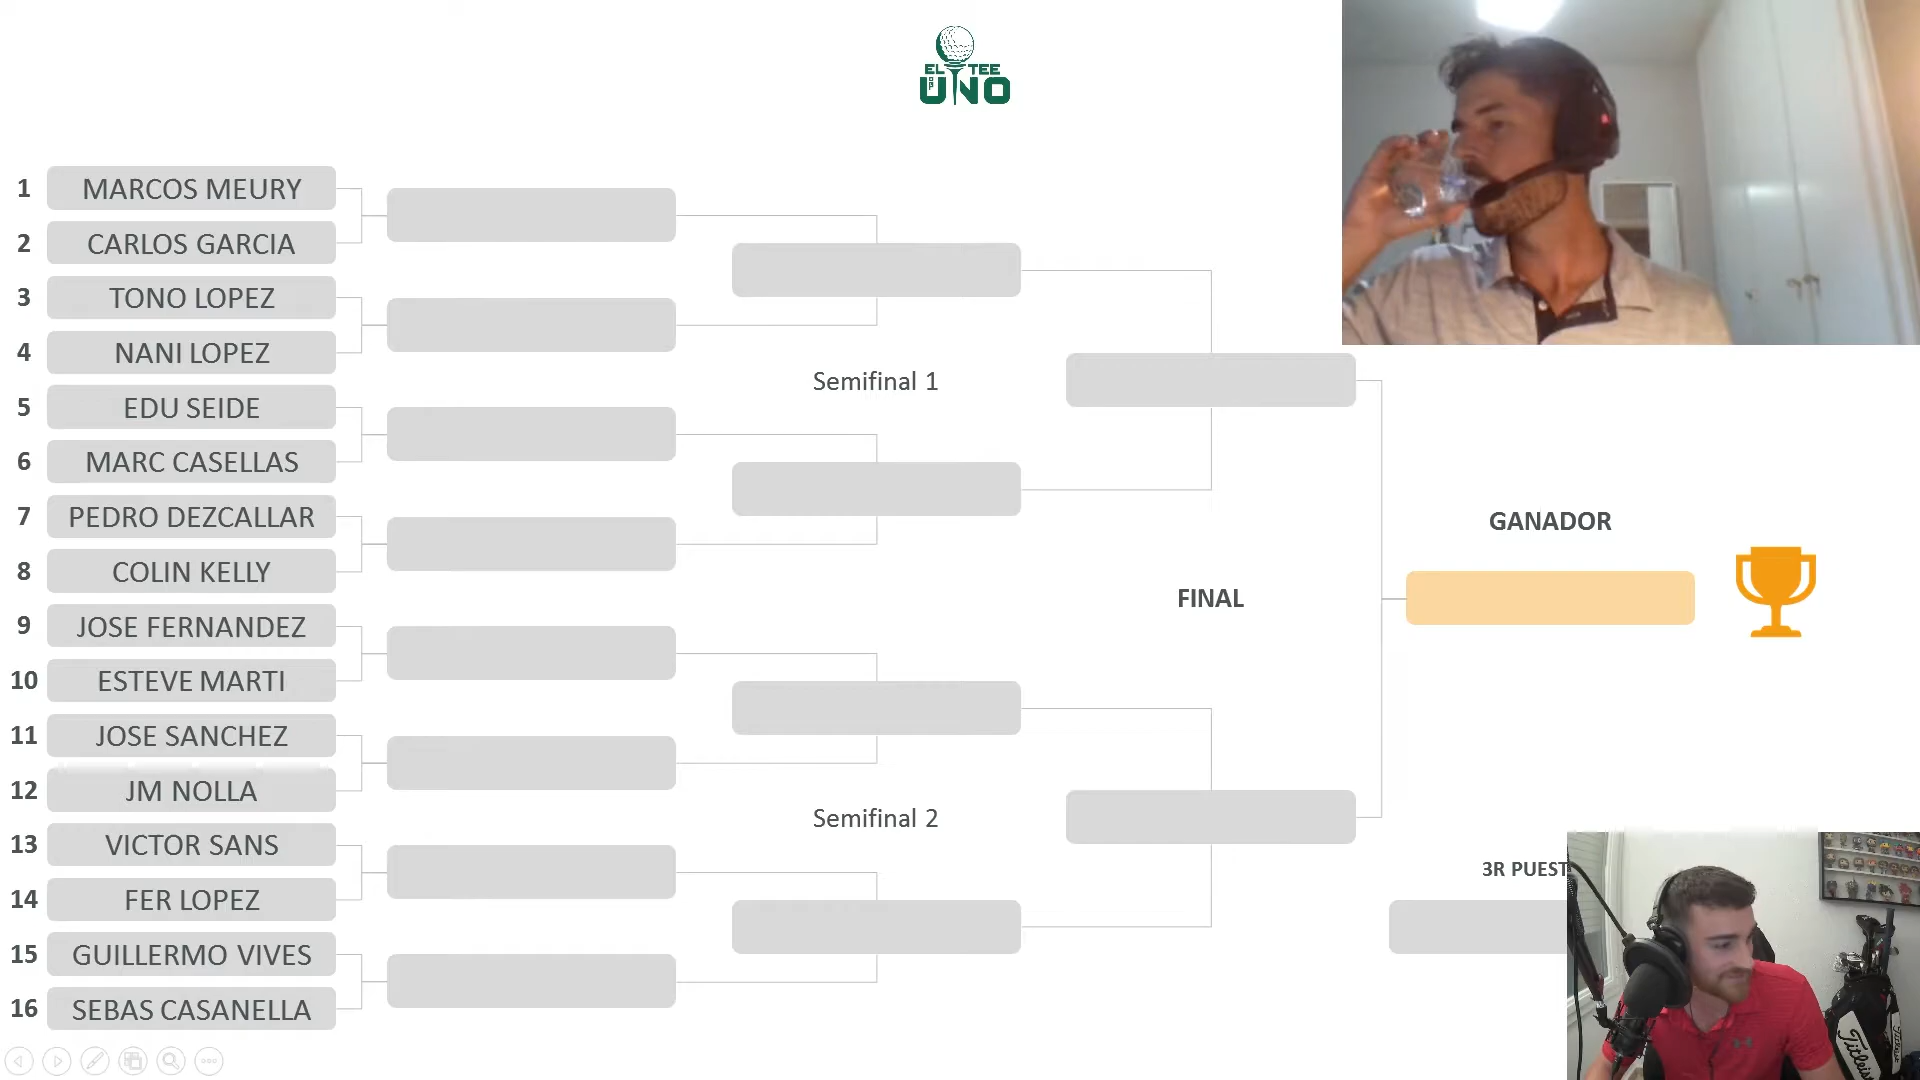 EL TEE
DEL
UNO
1 MARCOS MEURY
2 CARLOS GARCIA
3 TONO LOPEZ
4 NANI LOPEZ
Semifinal 1
5 EDU SEIDE
6 MARC CASELLAS
7 PEDRO DEZCALLAR
8 COLIN KELLY
GANADOR
FINAL
9 JOSE FERNANDEZ
10 ESTEVE MARTI
11 JOSE SANCHEZ
12 JM NOLLA
Semifinal 2
13 VICTOR SANS
14 FER LOPEZ
3R PUEST
15 GUILLERMO VIVES
16 SEBAS CASANELLA
Titleist